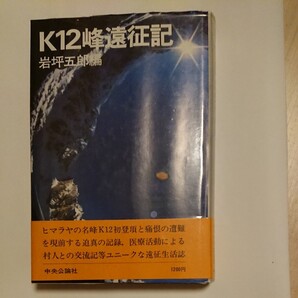 K12峰遠征記
岩坪五郎編
ヒマラヤの名峰K12初登頂と痛恨の遭難
を現前する迫真の記録。医療活動による
村人との交流記等ユニークな遠征生活誌
中央公論社